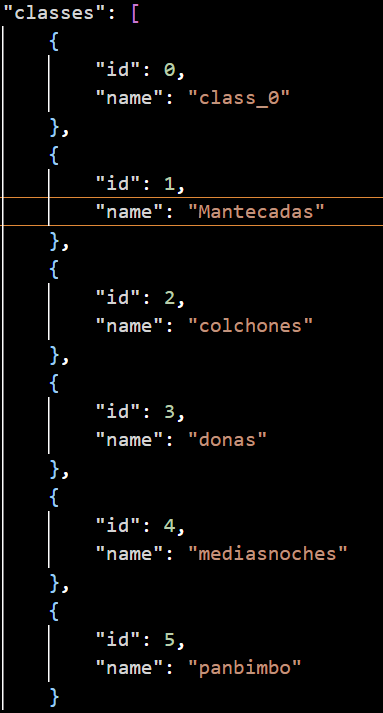 "classes": [
{
"id": 0,
"name": "class_0"
},
{
"id": 1,
"name": "Mantecadas"
},
{
"id": 2,
"name": "colchones"
},
{
"id": 3,
"name": "donas"
},
{
"id": 4,
"name": "mediasnoches"
},
{
"id": 5,
"name": "panbimbo"
}